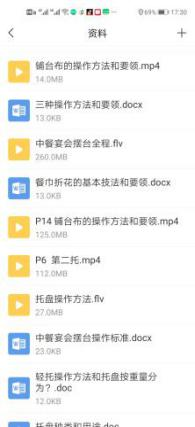 69% 17:30
资料
铺台布的操作方法和要领.mp4
14.0MB
三种操作方法和要领.docx
13.0KB
中餐宴会摆台全程.flv
260.0MB
餐巾折花的基本技法和要领.docx
13.0KB
P14 铺台布的操作方法和要领.mp4
125.0MB
P6 第二托.mp4
112.0MB
托盘操作方法.flv
27.0MB
中餐宴会摆台操作标准.docx
23.0KB
轻托操作方法和托盘按重量分
为？.doc
12.0KB
托盘种类和用途.doc